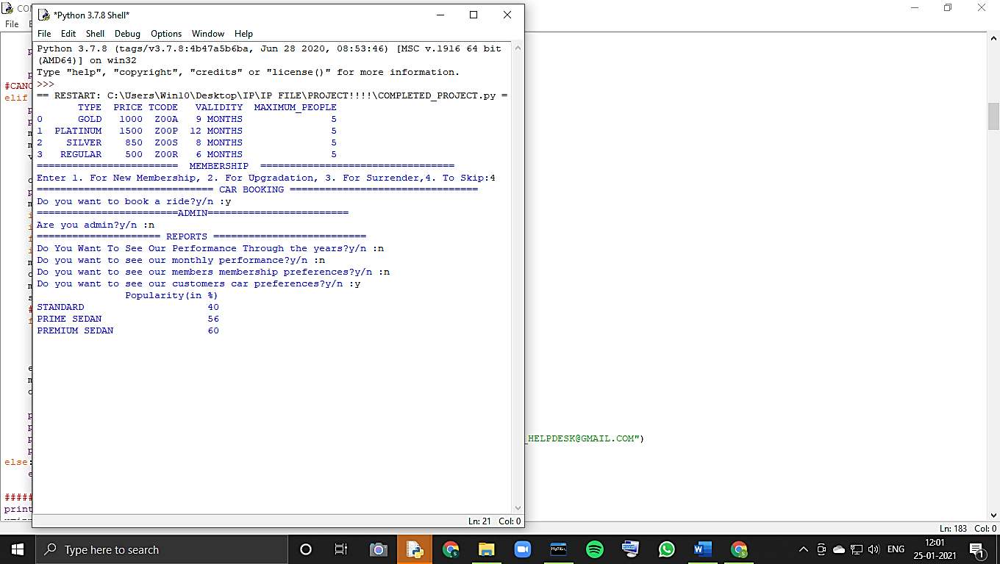 CO
*Python 3.7.8 Shell*
File
File Edit Shell Debug Options Window Help
Python 3.7.8 (tags/v3.7.8:4b47a5b6ba, Jun 28 2020, 08:53:46) [MSC v.1916 64 bit
(AMD64)] on win32
Type "help", "copyright", "credits" or "license()" for more information.
>>>
== RESTART: C:\Users\Win10\Desktop\IP\IP FILE\PROJECT!!!!\COMPLETED_PROJECT.py =
TYPE PRICE TCODE VALIDITY MAXIMUM_PEOPLE
0 GOLD 1000 Z00A 9 MONTHS 5
1 PLATINUM 1500 Z00P 12 MONTHS 5
2 SILVER 850 Z00S 8 MONTHS 5
3 REGULAR 500 Z00R 6 MONTHS 5
======================== MEMBERSHIP =================================
Enter 1. For New Membership, 2. For Upgradation, 3. For Surrender,4. To Skip:4
============================== CAR BOOKING ================================
Do you want to book a ride?y/n :y
========================ADMIN========================
Are you admin?y/n :n
===================== REPORTS ==========================
Do You Want To See Our Performance Through the years?y/n :n
Do you want to see our monthly performance?y/n :n
Do you want to see our members membership preferences?y/n :n
Do you want to see our customers car preferences?y/n :y
Popularity(in %)
STANDARD 40
PRIME SEDAN 56
PREMIUM SEDAN 60
#CANC
elif
_HELPDESK@GMAIL.COM")
else:
#####
print
Ln: 21 Col: 0
Ln: 183 Col: 0
Type here to search
MySQL
ENG
12:01
25-01-2021
1